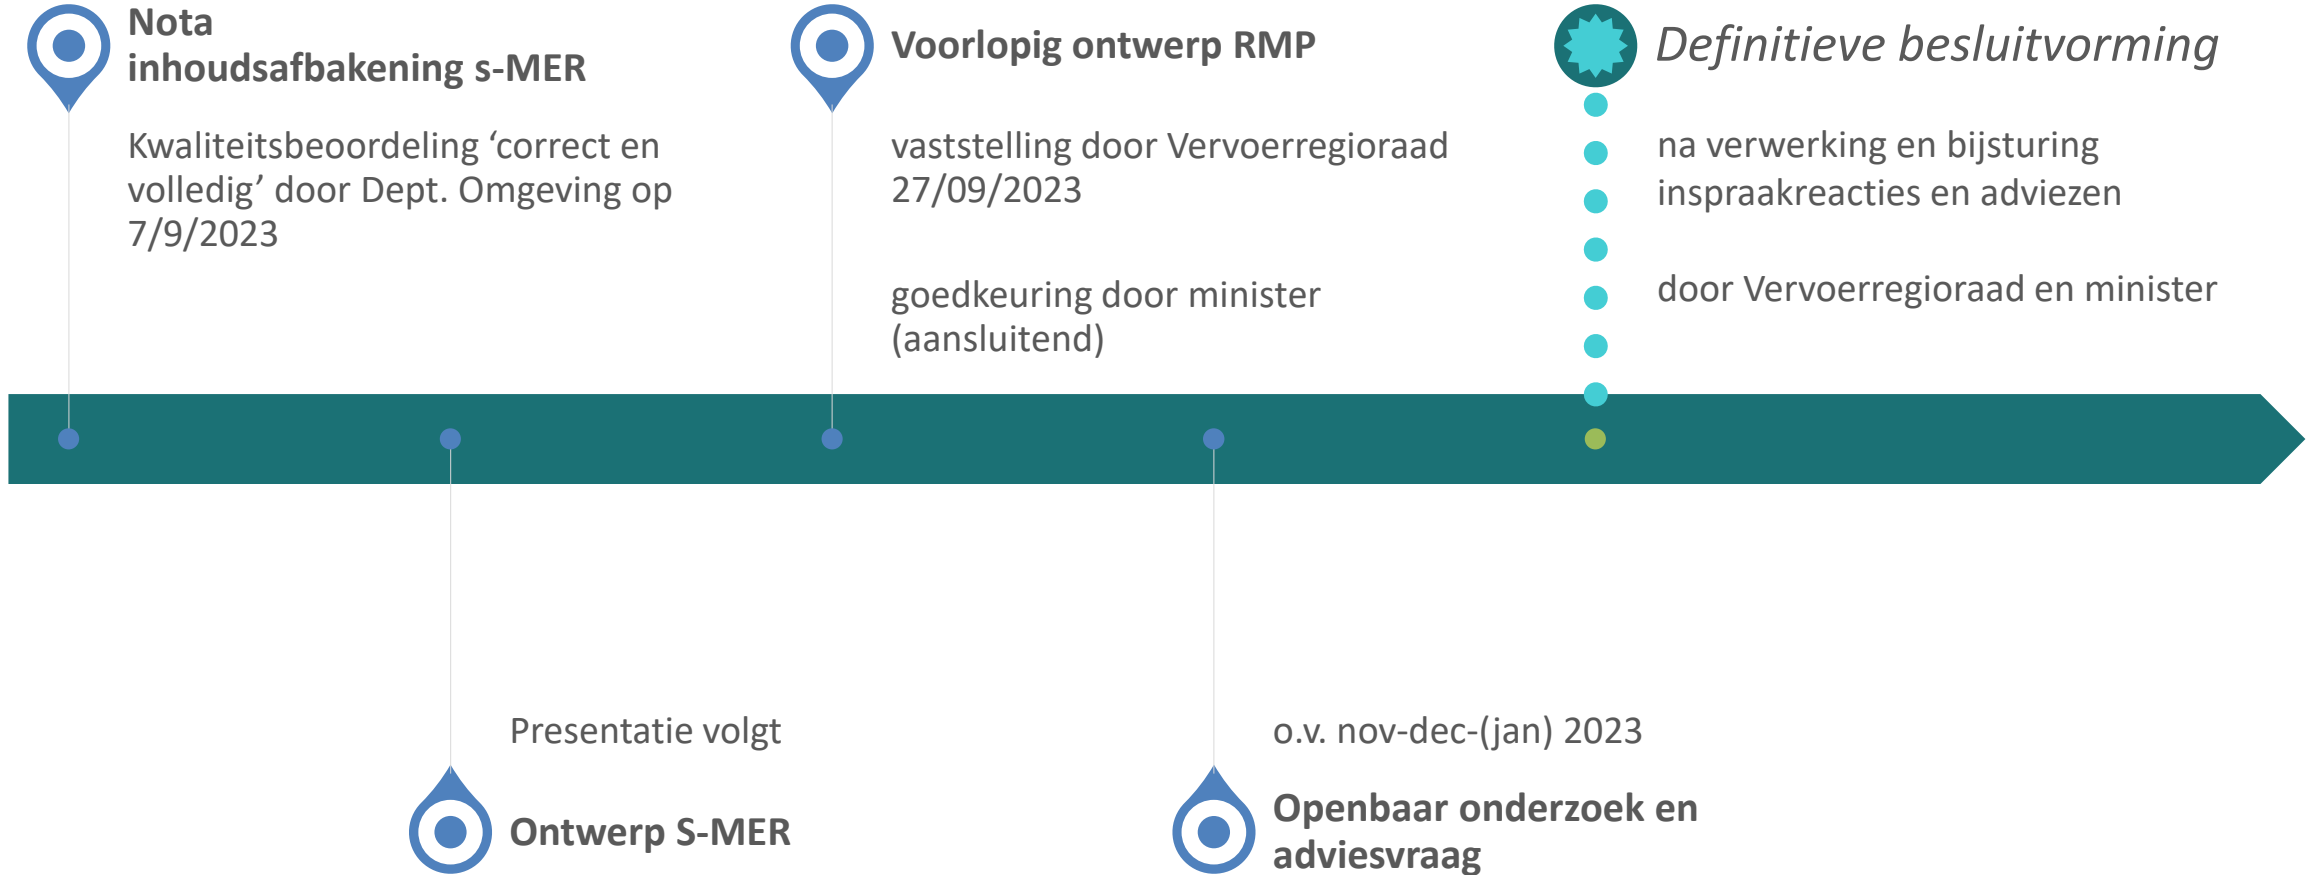 Nota
inhoudsafbakening s-MER
Kwaliteitsbeoordeling ‘correct en
volledig’ door Dept. Omgeving op
7/9/2023
Voorlopig ontwerp RMP
vaststelling door Vervoerregioraad
27/09/2023
goedkeuring door minister
(aansluitend)
Definitieve besluitvorming
na verwerking en bijsturing
inspraakreacties en adviezen
door Vervoerregioraad en minister
Presentatie volgt
Ontwerp S-MER
o.v. nov-dec-(jan) 2023
Openbaar onderzoek en
adviesvraag